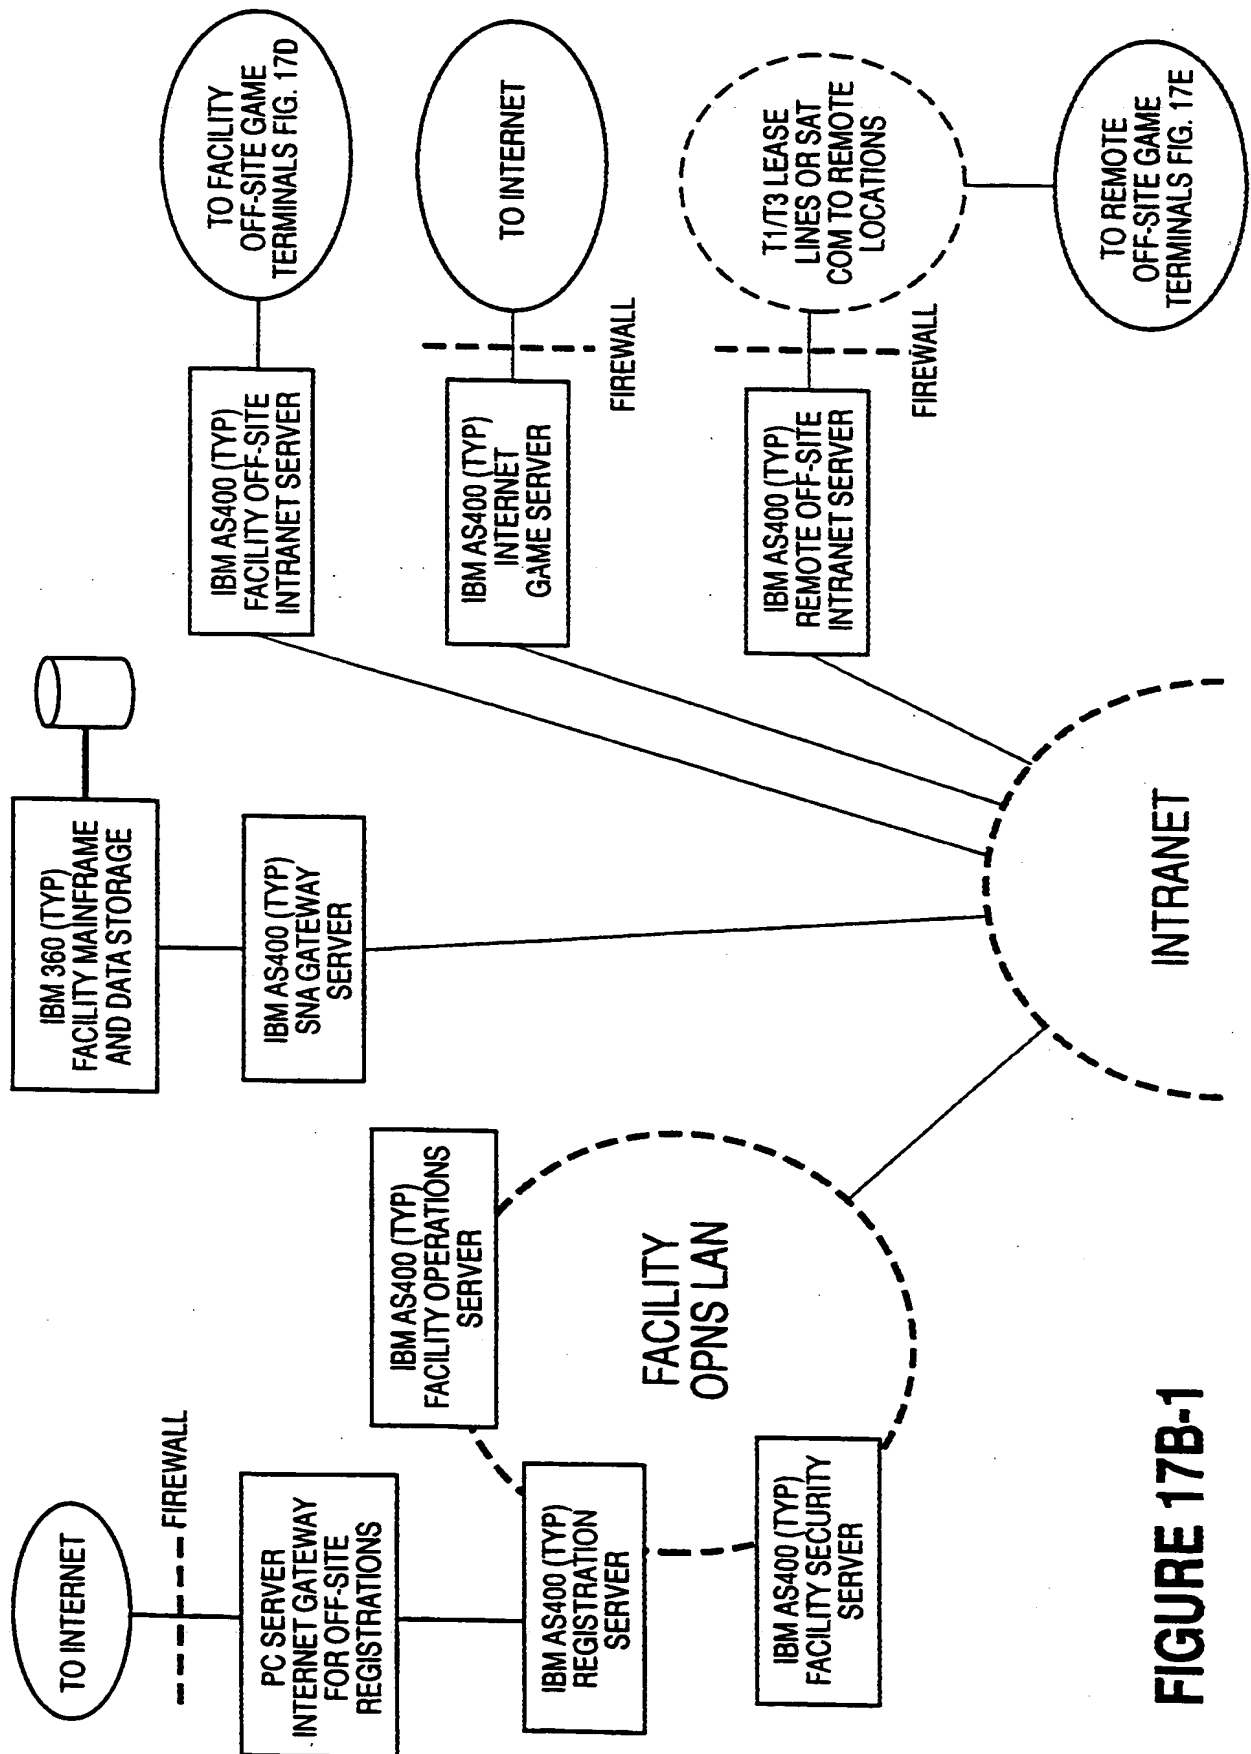 TO INTERNET
FIREWALL
PC SERVER
INTERNET GATEWAY
FOR OFF-SITE
REGISTRATIONS
IBM AS400 (TYP)
REGISTRATION
SERVER
IBM AS400 (TYP)
FACILITY SECURITY
SERVER
IBM AS400 (TYP)
FACILITY OPERATIONS
SERVER
FACILITY
OPNS LAN
IBM 360 (TYP)
FACILITY MAINFRAME
AND DATA STORAGE
IBM AS400 (TYP)
SNA GATEWAY
SERVER
INTRANET
IBM AS400 (TYP)
FACILITY OFF-SITE
INTRANET SERVER
TO FACILITY
OFF-SITE GAME
TERMINALS FIG. 17D
IBM AS400 (TYP)
INTERNET
GAME SERVER
FIREWALL
TO INTERNET
IBM AS400 (TYP)
REMOTE OFF-SITE
INTRANET SERVER
FIREWALL
T1/T3 LEASE
LINES OR SAT
COM TO REMOTE
LOCATIONS
TO REMOTE
OFF-SITE GAME
TERMINALS FIG. 17E
FIGURE 17B-1